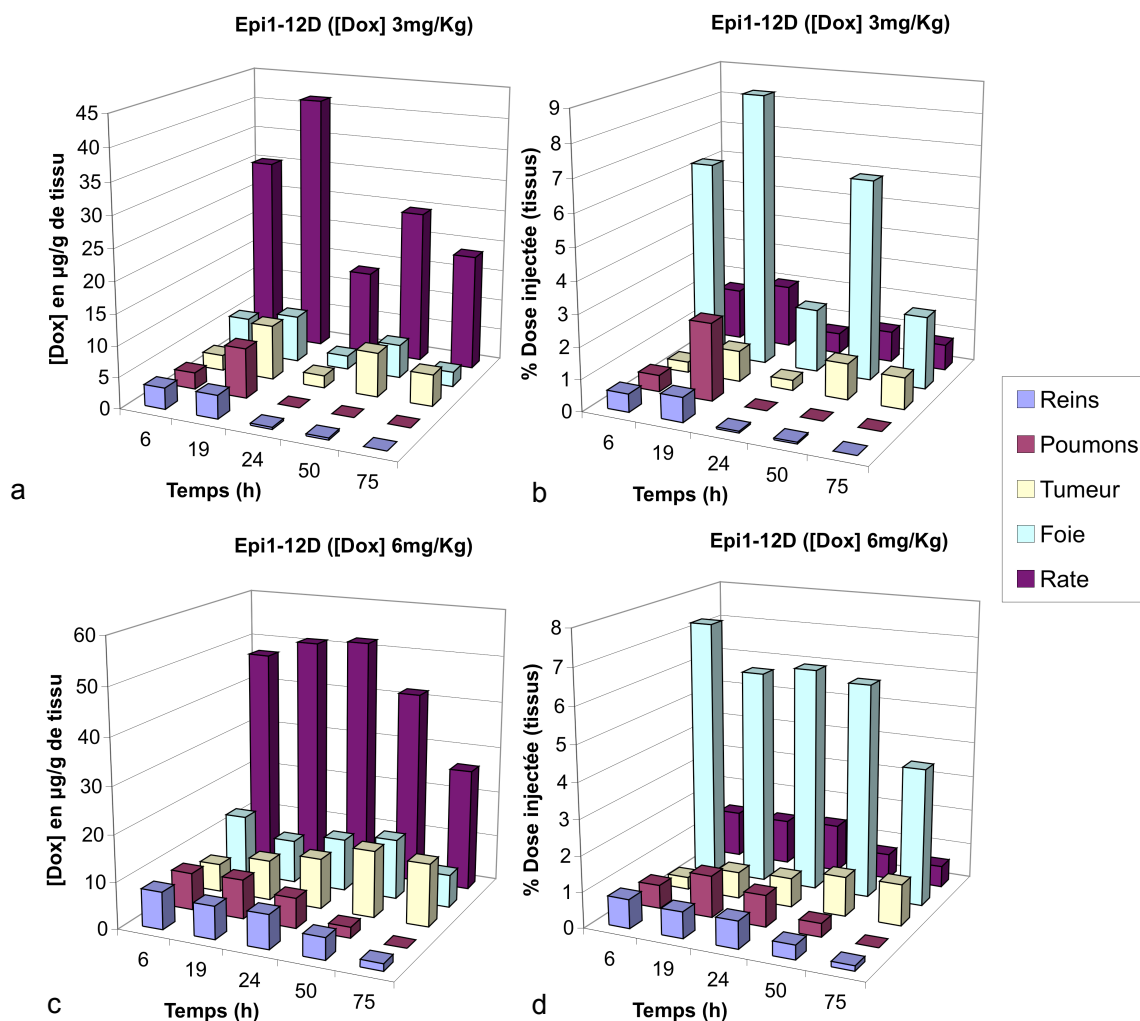 Epi1-12D ([Dox] 3mg/Kg)
[Dox] en µg/g de tissu
45
40
35
30
25
20
15
10
5
0
6
19
24
50
75
Temps (h)
a
Epi1-12D ([Dox] 3mg/Kg)
% Dose injectée (tissus)
9
8
7
6
5
4
3
2
1
0
6
19
24
50
75
Temps (h)
b
Reins
Poumons
Tumeur
Foie
Rate
Epi1-12D ([Dox] 6mg/Kg)
[Dox] en µg/g de tissu
60
50
40
30
20
10
0
6
19
24
50
75
Temps (h)
c
Epi1-12D ([Dox] 6mg/Kg)
% Dose injectée (tissus)
8
7
6
5
4
3
2
1
0
6
19
24
50
75
Temps (h)
d